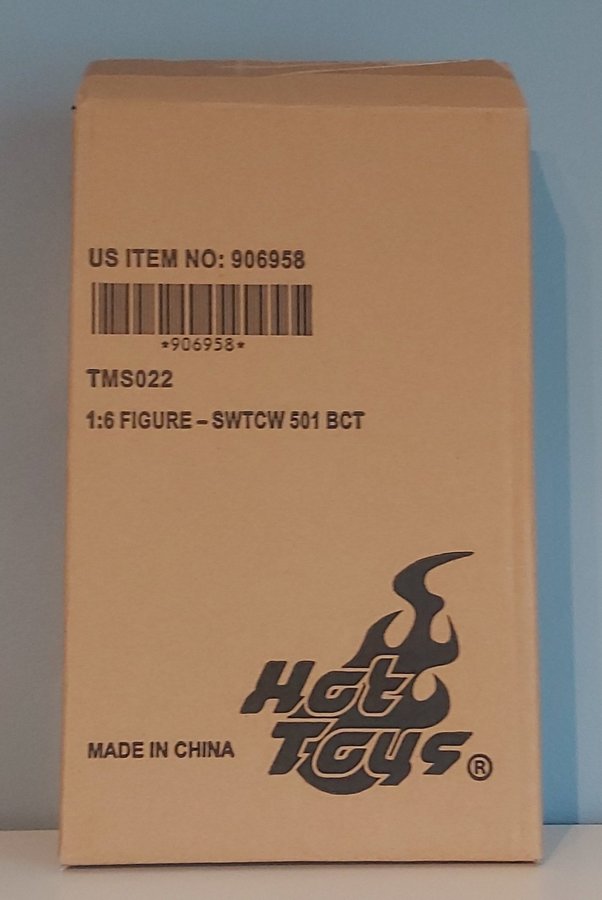 US ITEM NO: 906958
*906958*
TMS022
1:6 FIGURE – SWTCW 501 BCT
Hot
Toys ®
MADE IN CHINA